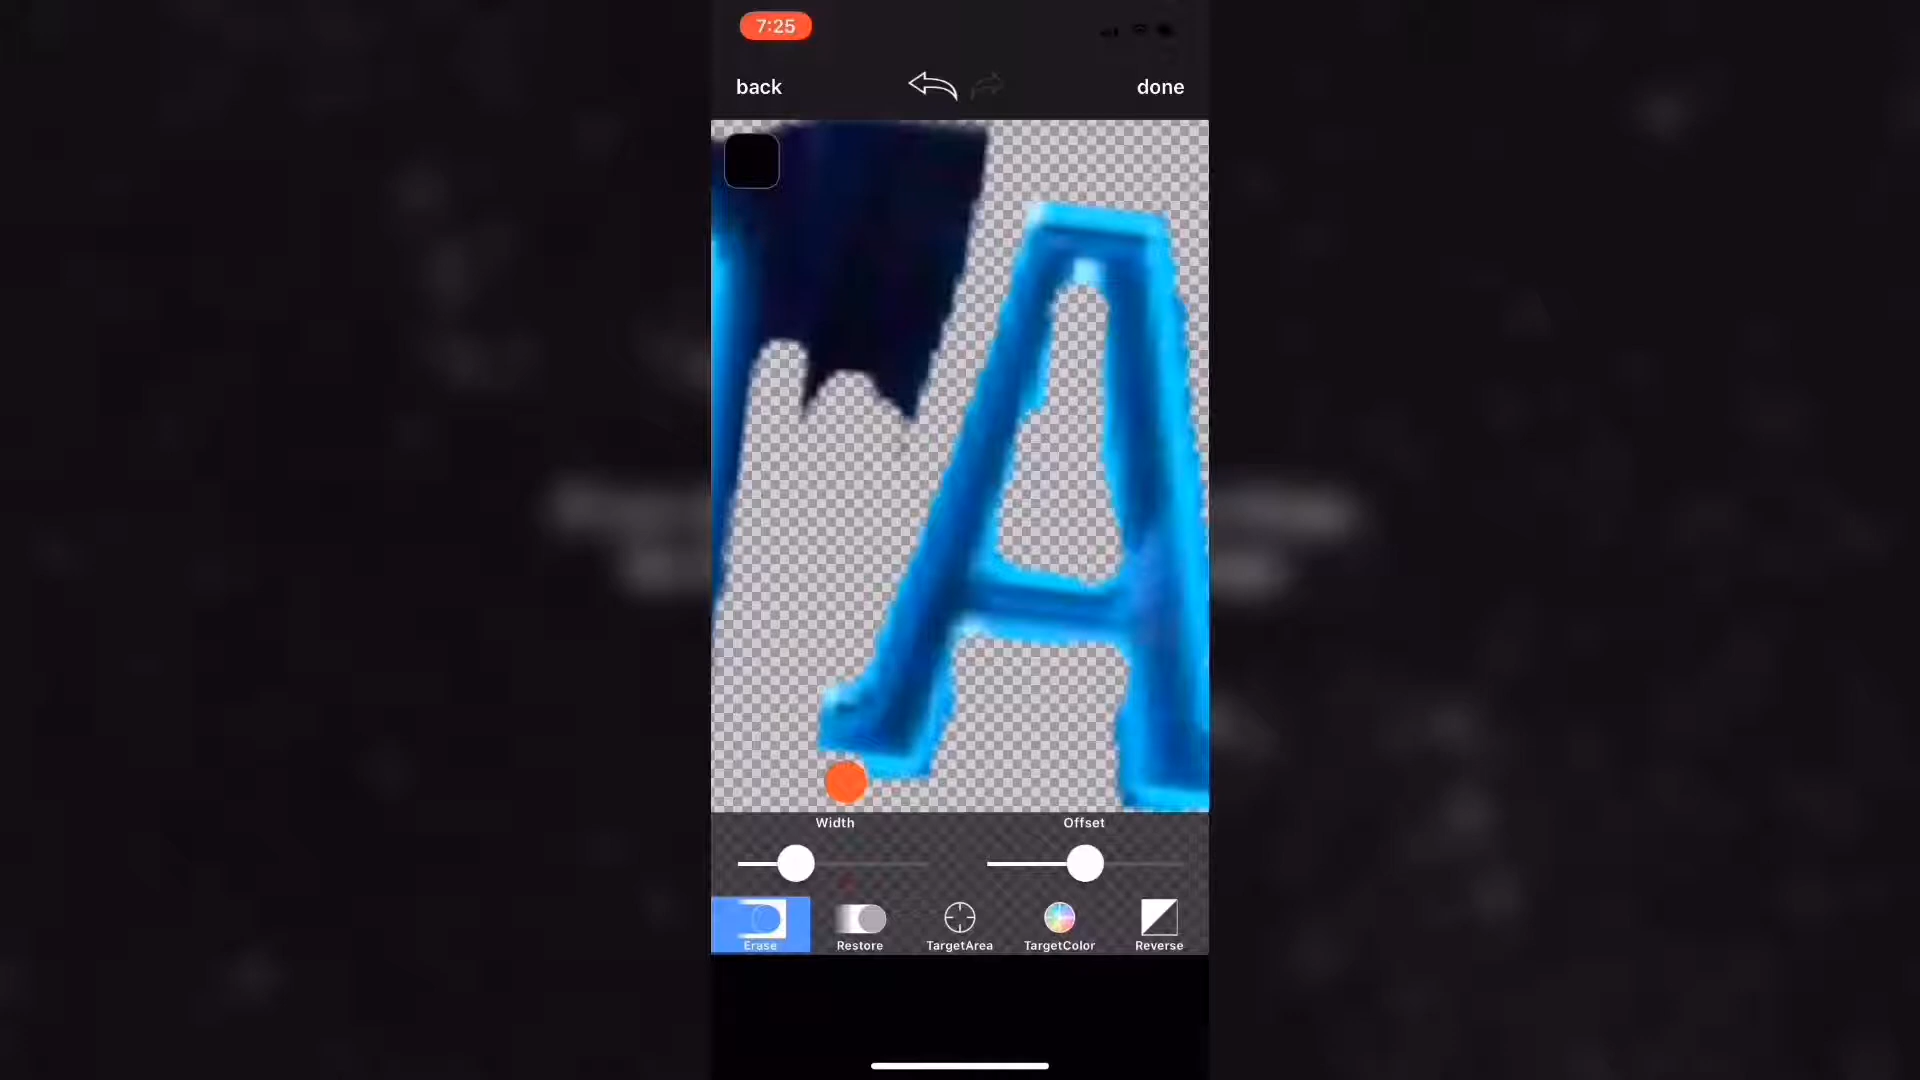 7:25
back
done
A
Width
Offset
Erase
Restore
TargetArea
TargetColor
Reverse